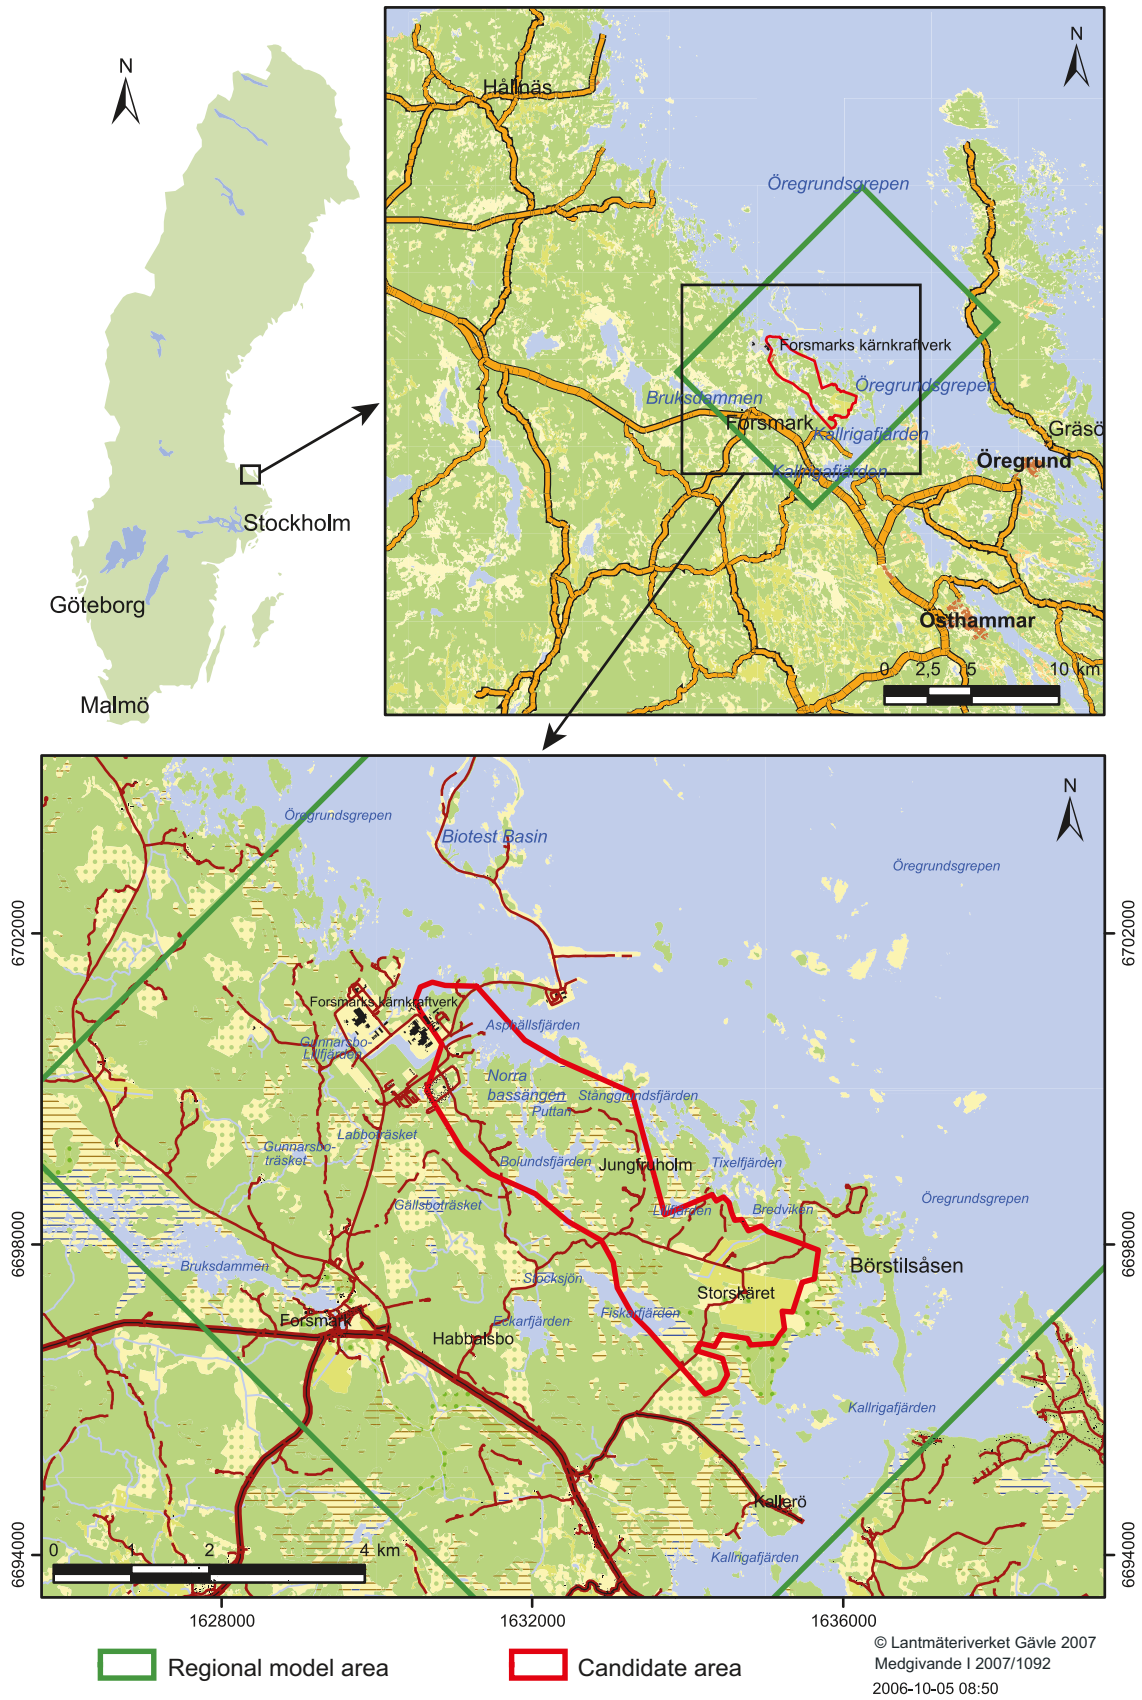 N
Stockholm
Göteborg
Malmö
N
Hållnäs
Öregrundsgrepen
Forsmarks kärnkraftverk
Öregrundsgrepen
Bruksdammen
Forsmark
Kallrigafjärden
Gräsö
Öregrund
Kallrigafjärden
Östhammar
0 2,5 5 10 km
N
Öregrundsgrepen
Biotest Basin
Öregrundsgrepen
6702000
6702000
Forsmarks kärnkraftverk
Asphällsfjärden
Gunnarsbo-
Lillfjärden
Norra
bassängen
Stånggrundsfjärden
Puttan
Labboträsket
Gunnarsbo-
träsket
Bolundsfjärden
Jungfruholm
Tixelfjärden
Gällsboträsket
Lillfjärden
Bredviken
Öregrundsgrepen
6698000
6698000
Bruksdammen
Stocksjön
Börstilsåsen
Storskäret
Forsmark
Eckarfjärden
Fiskarfjärden
Habbalsbo
Kallrigafjärden
Kallerö
Kallrigafjärden
6694000
6694000
0 1 2 4 km
1628000
1632000
1636000
Regional model area
Candidate area
© Lantmäteriverket Gävle 2007
Medgivande I 2007/1092
2006-10-05 08:50